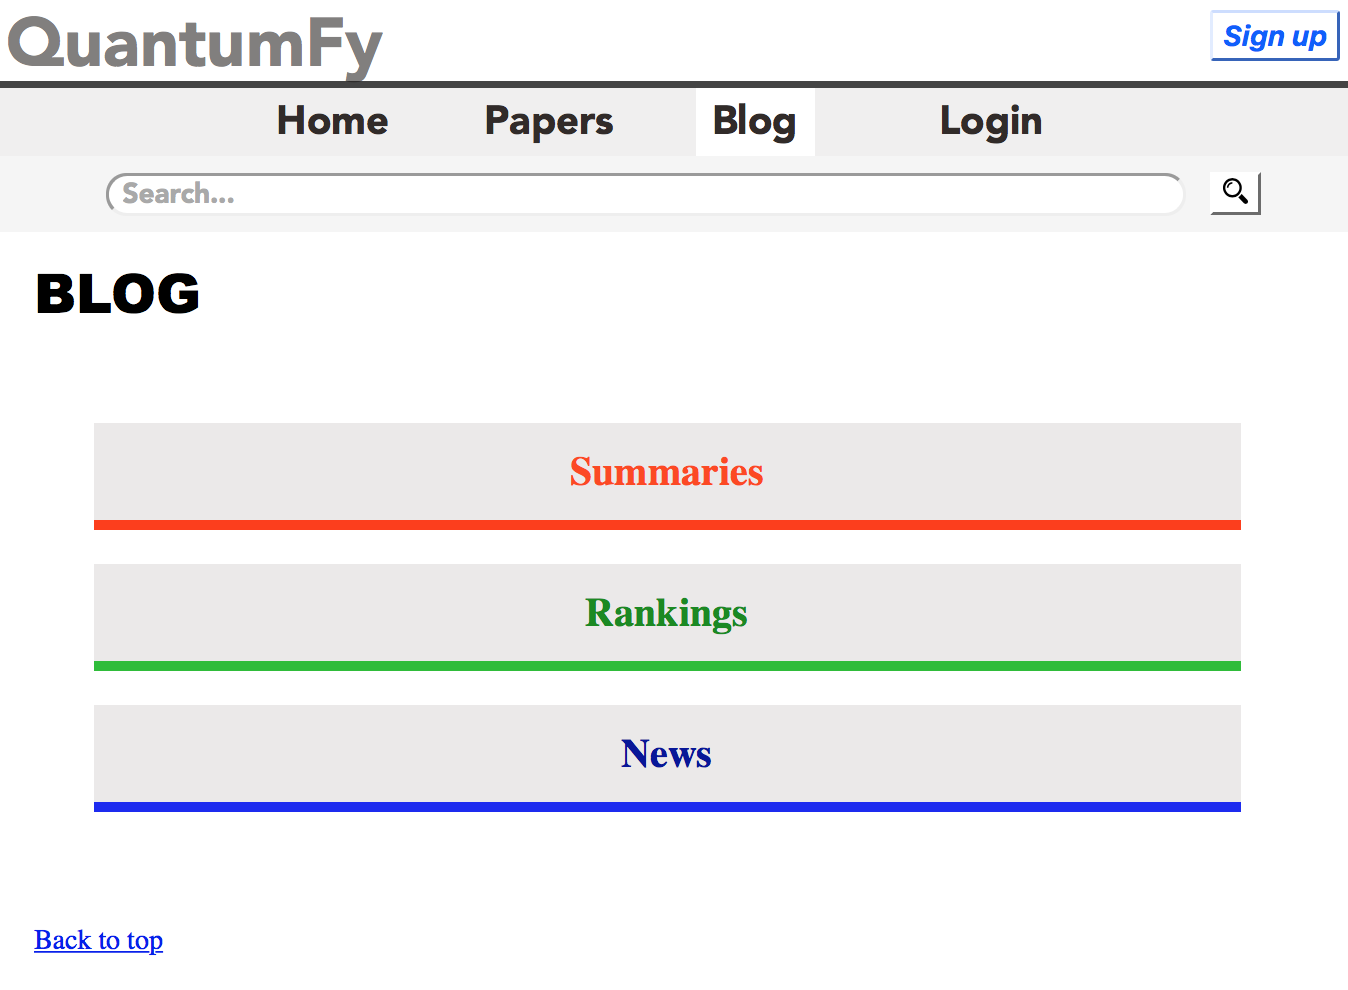 QuantumFy
Sign up
Home Papers Blog Login
Search...
BLOG
Summaries
Rankings
News
Back to top